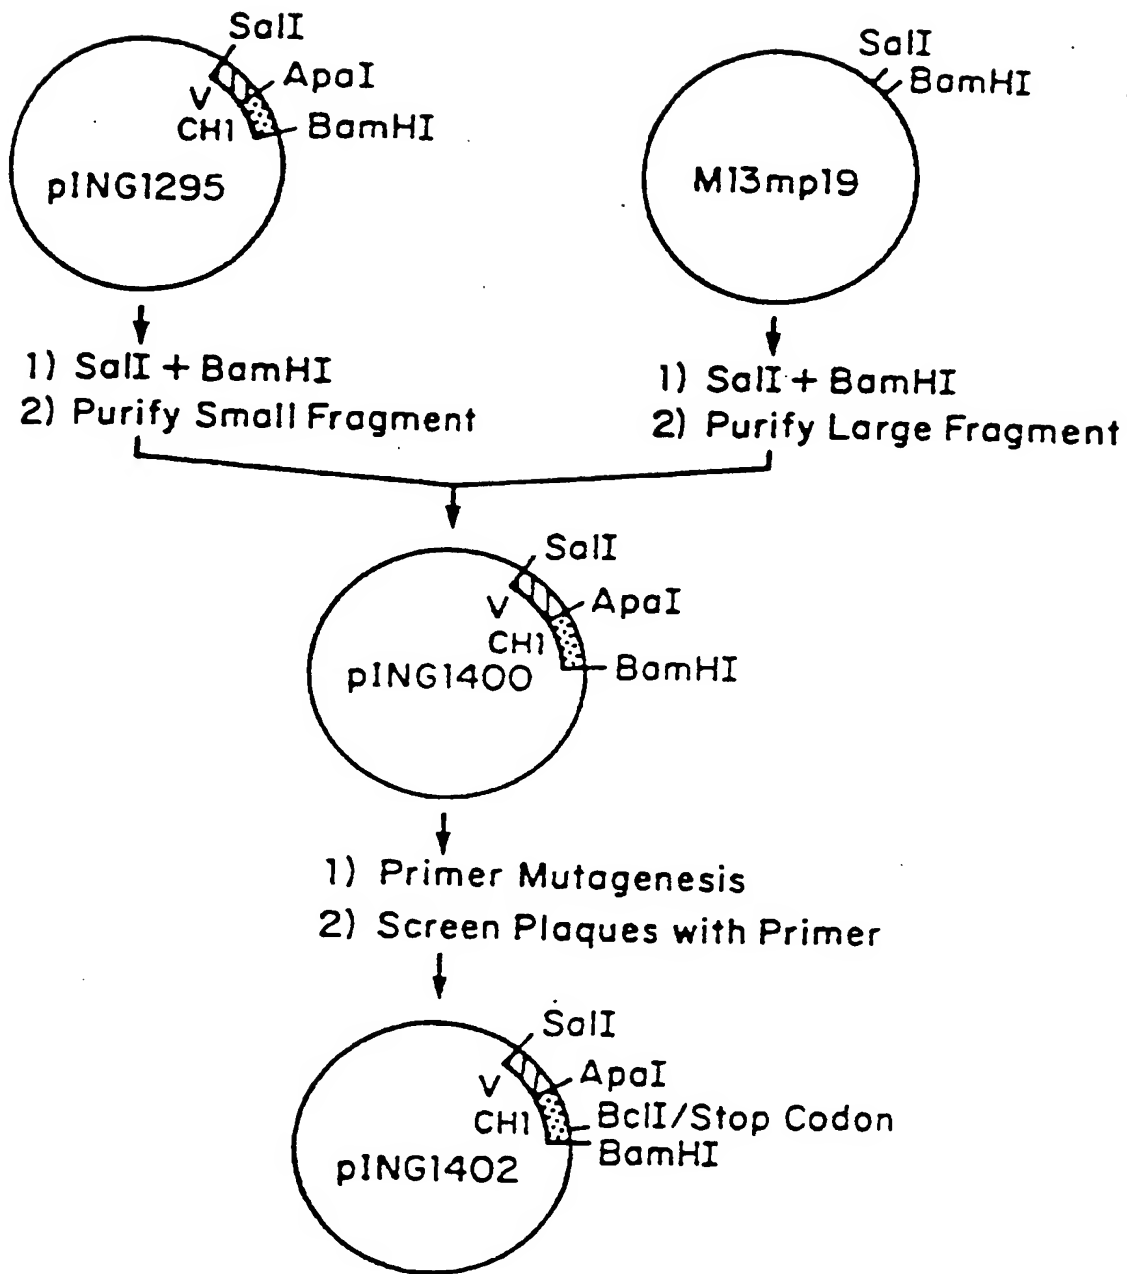 SalI
ApaI
V
CH1
BamHI
pING1295
SalI
BamHI
M13mp19
1) SalI + BamHI
2) Purify Small Fragment
1) SalI + BamHI
2) Purify Large Fragment
SalI
ApaI
V
CH1
BamHI
pING1400
1) Primer Mutagenesis
2) Screen Plaques with Primer
SalI
ApaI
V
CH1
BclI/Stop Codon
BamHI
pING1402